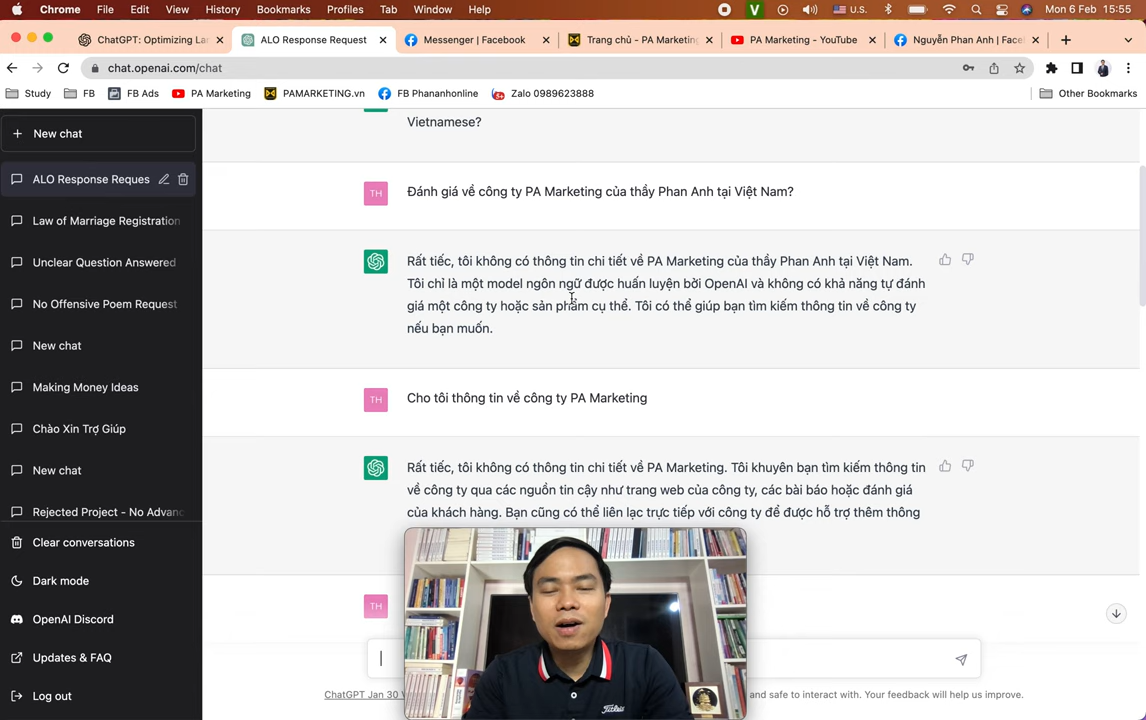 Chrome File Edit View History Bookmarks Profiles Tab Window Help
V U.S. Mon 6 Feb 15:55
ChatGPT: Optimizing La
ALO Response Request
Messenger | Facebook
Trang chủ - PA Marketin
PA Marketing - YouTube
Nguyễn Phan Anh | Fac
chat.openai.com/chat
Study FB FB Ads PA Marketing PAMARKETING.vn FB Phananhonline Zalo 0989623888 Other Bookmarks
New chat
ALO Response Reques
Law of Marriage Registration
Unclear Question Answered
No Offensive Poem Request
New chat
Making Money Ideas
Chào Xin Trợ Giúp
New chat
Rejected Project - No Advan
Clear conversations
Dark mode
OpenAI Discord
Updates & FAQ
Log out
Vietnamese?
TH
Đánh giá về công ty PA Marketing của thầy Phan Anh tại Việt Nam?
Rất tiếc, tôi không có thông tin chi tiết về PA Marketing của thầy Phan Anh tại Việt Nam.
Tôi chỉ là một model ngôn ngữ được huấn luyện bởi OpenAI và không có khả năng tự đánh
giá một công ty hoặc sản phẩm cụ thể. Tôi có thể giúp bạn tìm kiếm thông tin về công ty
nếu bạn muốn.
TH
Cho tôi thông tin về công ty PA Marketing
Rất tiếc, tôi không có thông tin chi tiết về PA Marketing. Tôi khuyên bạn tìm kiếm thông tin
về công ty qua các nguồn tin cậy như trang web của công ty, các bài báo hoặc đánh giá
của khách hàng. Bạn cũng có thể liên lạc trực tiếp với công ty để được hỗ trợ thêm thông
TH
ChatGPT Jan 30 V
and safe to interact with. Your feedback will help us improve.
Titleist